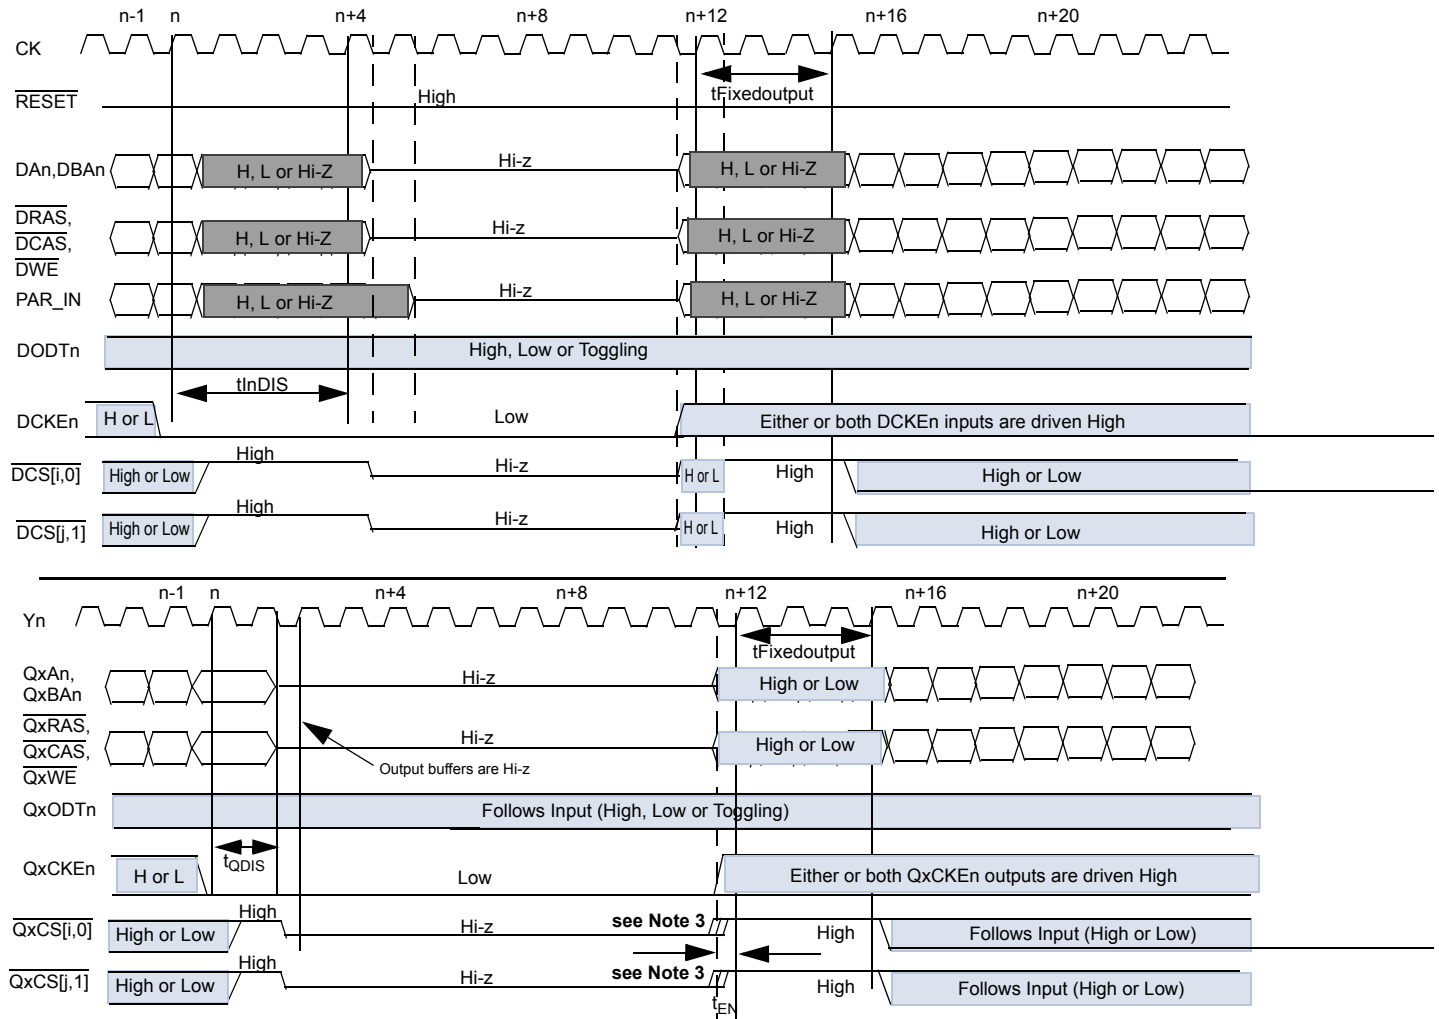 n-1 n n+4 n+8 n+12 n+16 n+20
CK
tFixedoutput
RESET High
DAn,DBAn H, L or Hi-Z Hi-z H, L or Hi-Z
DRAS,
DCAS, H, L or Hi-Z Hi-z H, L or Hi-Z
DWE
PAR_IN H, L or Hi-Z Hi-z H, L or Hi-Z
DODTn High, Low or Toggling
tInDIS
DCKEn H or L Low Either or both DCKEn inputs are driven High
DCS[i,0] High or Low High Hi-z H or L High High or Low
DCS[j,1] High or Low High Hi-z H or L High High or Low
n-1 n n+4 n+8 n+12 n+16 n+20
Yn
tFixedoutput
QxAn,
QxBAn Hi-z High or Low
QxRAS,
QxCAS, Hi-z High or Low
QxWE
Output buffers are Hi-z
QxODTn Follows Input (High, Low or Toggling)
tQDIS
QxCKEn H or L Low Either or both QxCKEn outputs are driven High
QxCS[i,0] High or Low High Hi-z see Note 3 High Follows Input (High or Low)
QxCS[j,1] High or Low High Hi-z see Note 3 High Follows Input (High or Low)
tEN